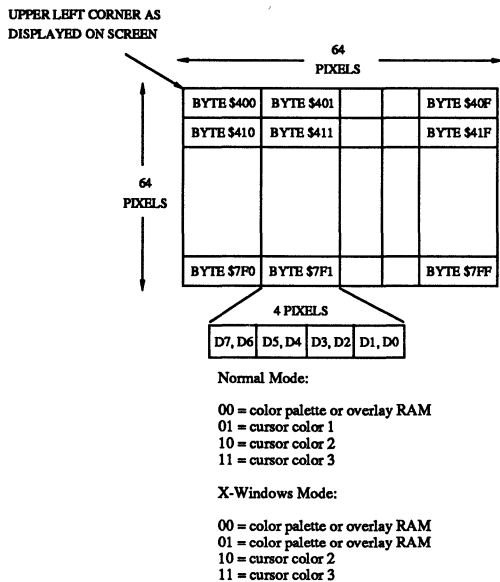 UPPER LEFT CORNER AS
DISPLAYED ON SCREEN
64
PIXELS
BYTE $400 BYTE $401 BYTE $40F
BYTE $410 BYTE $411 BYTE $41F
64
PIXELS
BYTE $7F0 BYTE $7F1 BYTE $7FF
4 PIXELS
D7, D6 D5, D4 D3, D2 D1, D0
Normal Mode:
00 = color palette or overlay RAM
01 = cursor color 1
10 = cursor color 2
11 = cursor color 3
X-Windows Mode:
00 = color palette or overlay RAM
01 = color palette or overlay RAM
10 = cursor color 2
11 = cursor color 3